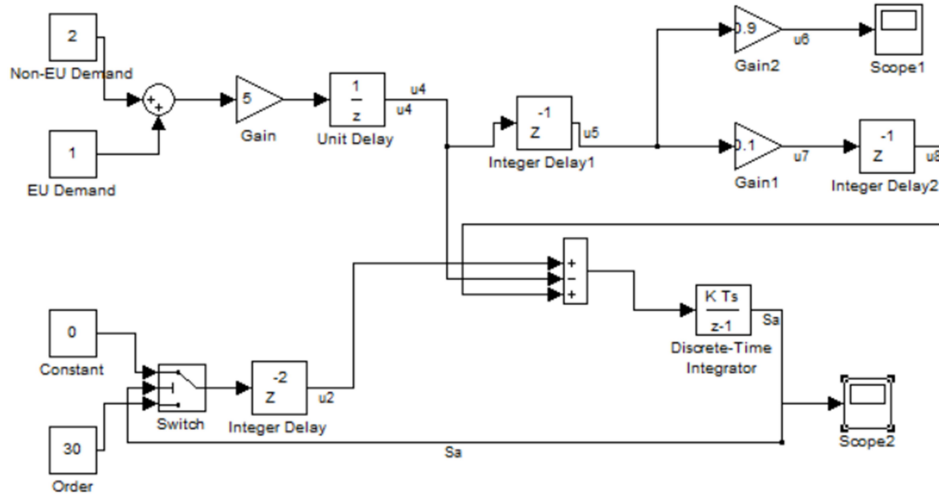 2
Non-EU Demand
1
EU Demand
+
+
5
Gain
1
z
Unit Delay
u4
u4
-1
Z
Integer Delay1
u5
0.9
Gain2
u6
Scope1
0.1
Gain1
u7
-1
Z
Integer Delay2
u8
+
−
+
K Ts
z-1
Discrete-Time
Integrator
Sa
0
Constant
30
Order
Switch
-2
Z
Integer Delay
u2
Sa
Scope2